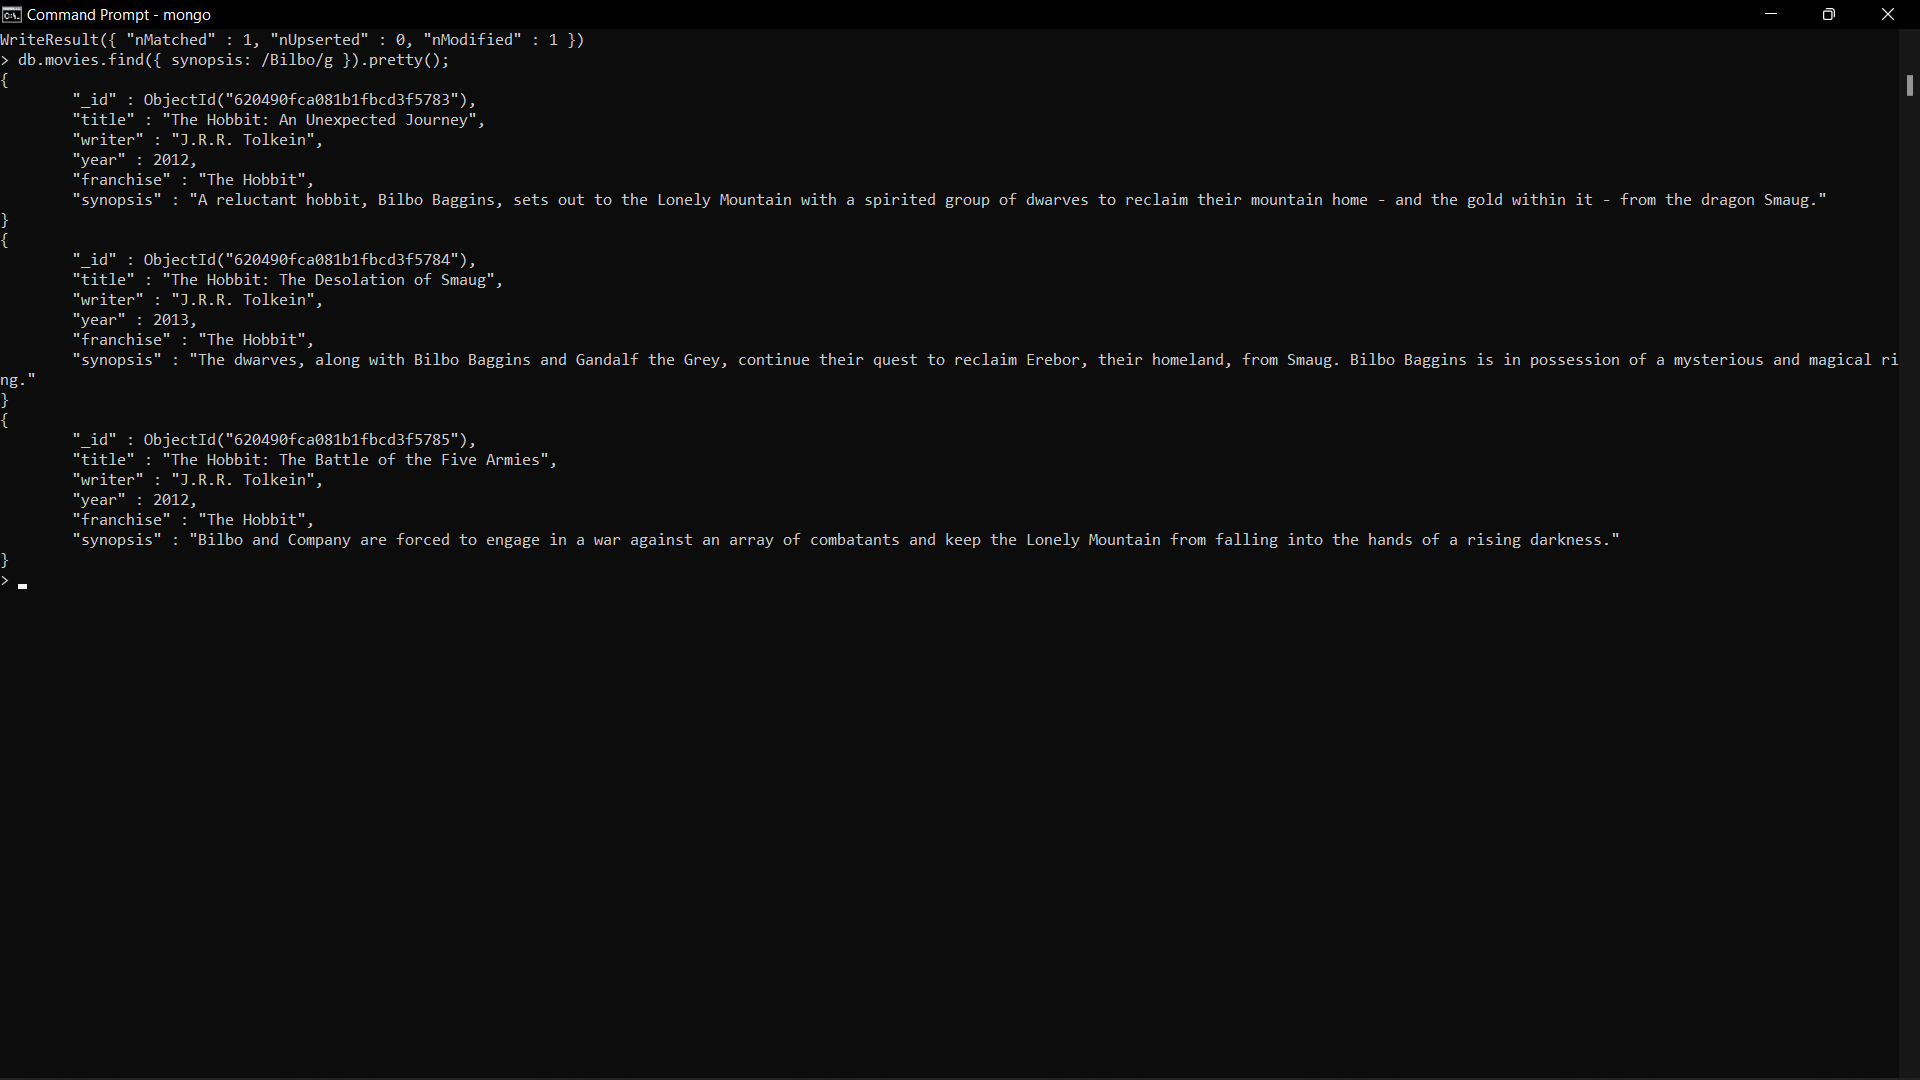 Command Prompt - mongo
WriteResult({ "nMatched" : 1, "nUpserted" : 0, "nModified" : 1 })
> db.movies.find({ synopsis: /Bilbo/g }).pretty();
{
"_id" : ObjectId("620490fca081b1fbcd3f5783"),
"title" : "The Hobbit: An Unexpected Journey",
"writer" : "J.R.R. Tolkein",
"year" : 2012,
"franchise" : "The Hobbit",
"synopsis" : "A reluctant hobbit, Bilbo Baggins, sets out to the Lonely Mountain with a spirited group of dwarves to reclaim their mountain home - and the gold within it - from the dragon Smaug."
}
{
"_id" : ObjectId("620490fca081b1fbcd3f5784"),
"title" : "The Hobbit: The Desolation of Smaug",
"writer" : "J.R.R. Tolkein",
"year" : 2013,
"franchise" : "The Hobbit",
"synopsis" : "The dwarves, along with Bilbo Baggins and Gandalf the Grey, continue their quest to reclaim Erebor, their homeland, from Smaug. Bilbo Baggins is in possession of a mysterious and magical ri
ng."
}
{
"_id" : ObjectId("620490fca081b1fbcd3f5785"),
"title" : "The Hobbit: The Battle of the Five Armies",
"writer" : "J.R.R. Tolkein",
"year" : 2012,
"franchise" : "The Hobbit",
"synopsis" : "Bilbo and Company are forced to engage in a war against an array of combatants and keep the Lonely Mountain from falling into the hands of a rising darkness."
}
>